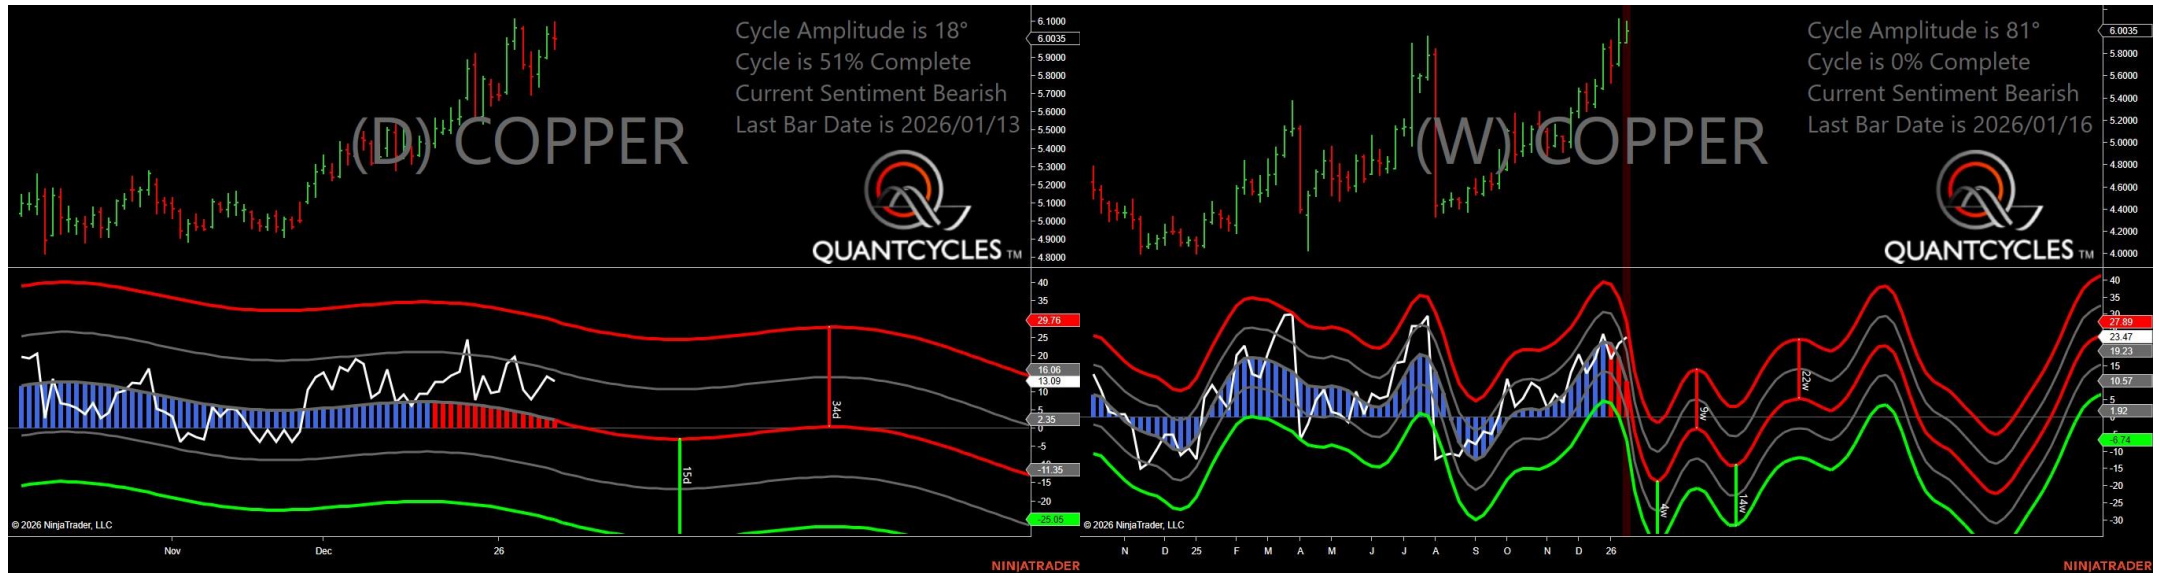 Cycle Amplitude is 18°
Cycle is 51% Complete
Current Sentiment Bearish
Last Bar Date is 2026/01/13
(D) COPPER
QUANTCYCLES TM
6.1000
6.0035
5.9000
5.8000
5.7000
5.6000
5.5000
5.4000
5.3000
5.2000
5.1000
5.0000
4.9000
4.8000
40
35
29.76
25
20
16.06
13.09
10
5
2.35
0
-5
-11.35
-15
-20
-25.05
34d
15d
© 2026 NinjaTrader, LLC
Nov
Dec
26
NINJATRADER
Cycle Amplitude is 81°
Cycle is 0% Complete
Current Sentiment Bearish
Last Bar Date is 2026/01/16
(W) COPPER
QUANTCYCLES TM
6.0035
5.8000
5.6000
5.4000
5.2000
5.0000
4.8000
4.6000
4.4000
4.2000
4.0000
40
35
27.89
23.47
19.23
15
10.57
5
1.92
-6.74
-10
-15
-20
-25
-30
9w
22w
4w
14w
© 2026 NinjaTrader, LLC
N D 25 F M A M J J A S O N D 26
NINJATRADER